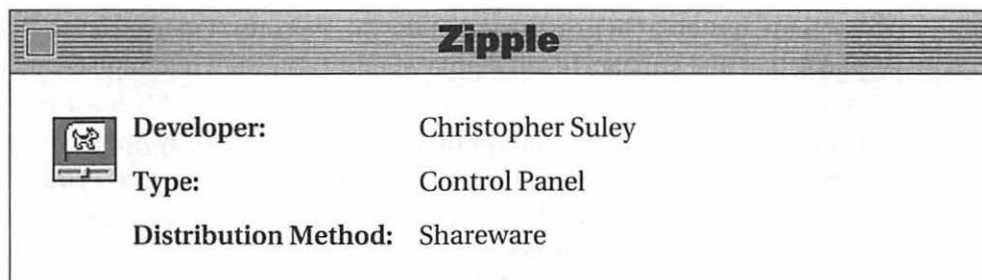 Zipple
Developer: Christopher Suley
Type: Control Panel
Distribution Method: Shareware